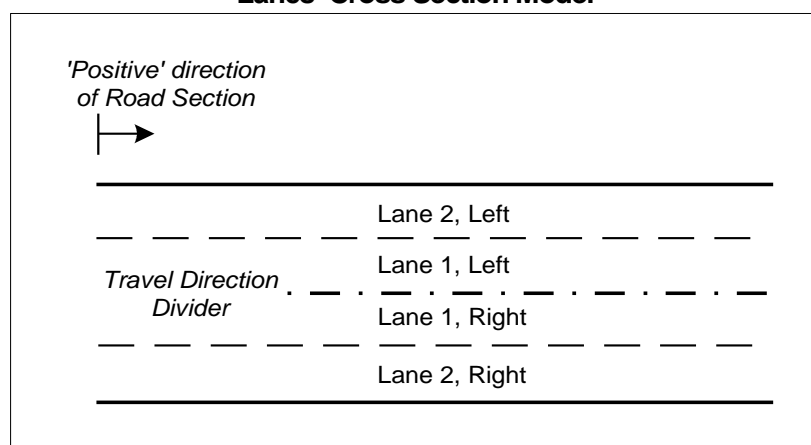 Lanes' Cross Section Model
'Positive' direction
of Road Section
Lane 2, Left
Lane 1, Left
Travel Direction
Divider
Lane 1, Right
Lane 2, Right